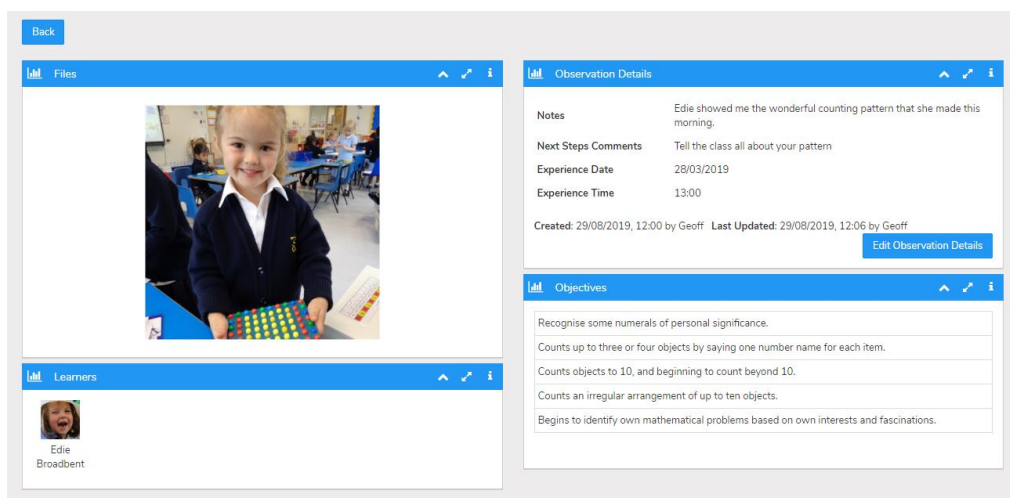 Back
Files
Learners
Edie
Broadbent
Observation Details
Notes
Edie showed me the wonderful counting pattern that she made this
morning.
Next Steps Comments
Tell the class all about your pattern
Experience Date
28/03/2019
Experience Time
13:00
Created: 29/08/2019, 12:00 by Geoff Last Updated: 29/08/2019, 12:06 by Geoff
Edit Observation Details
Objectives
Recognise some numerals of personal significance.
Counts up to three or four objects by saying one number name for each item.
Counts objects to 10, and beginning to count beyond 10.
Counts an irregular arrangement of up to ten objects.
Begins to identify own mathematical problems based on own interests and fascinations.